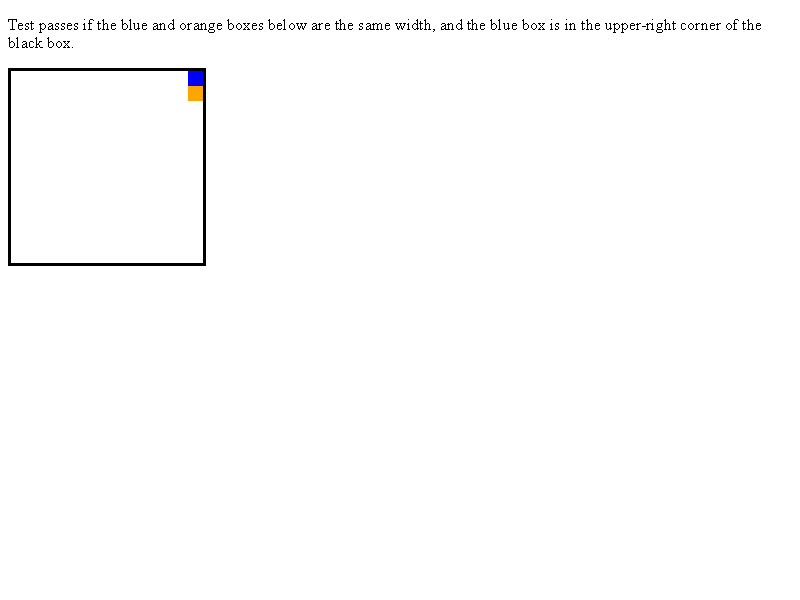 Test passes if the blue and orange boxes below are the same width, and the blue box is in the upper-right corner of the
black box.